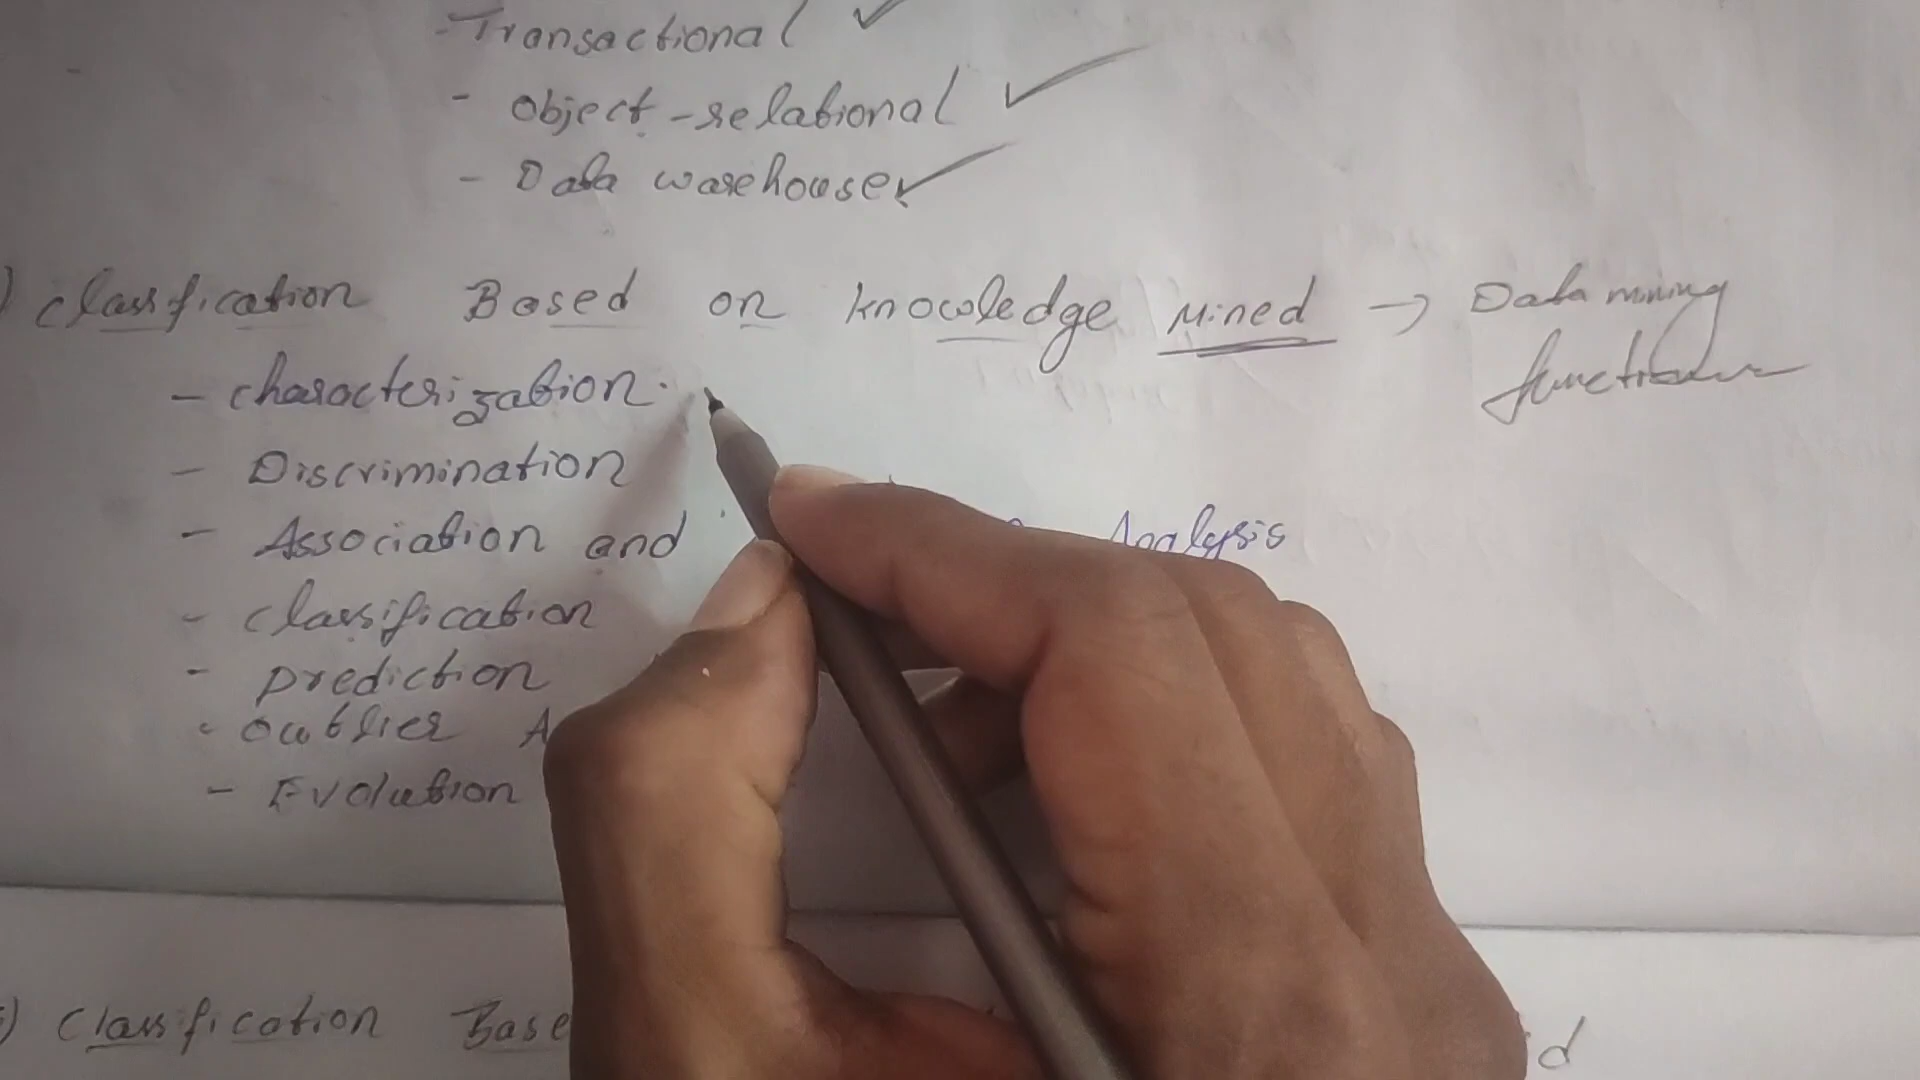 - Transactional ✓
- Object-relational ✓
- Data warehouse ✓
) classification Based on knowledge Mined → Data mining
functions
- characterization.
- Discrimination
- Association and Analysis
- classification
- prediction
- outlier A
- Evolution
) Classification Base d